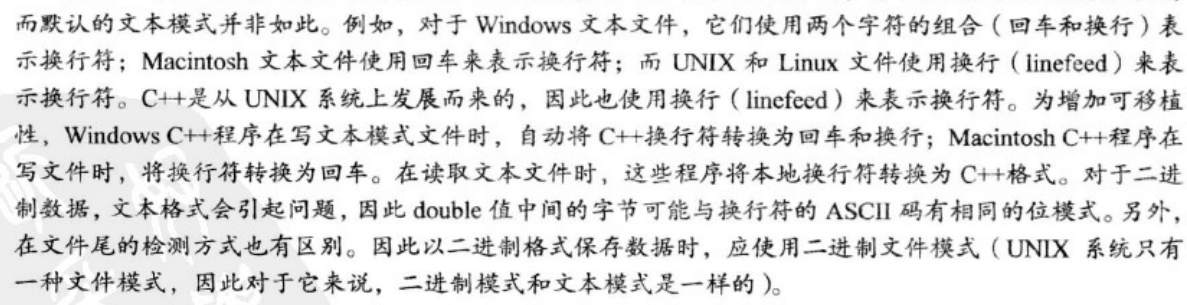 而默认的文本模式并非如此。例如，对于 Windows 文本文件，它们使用两个字符的组合（回车和换行）表
示换行符；Macintosh 文本文件使用回车来表示换行符；而 UNIX 和 Linux 文件使用换行（linefeed）来表
示换行符。C++是从 UNIX 系统上发展而来的，因此也使用换行（linefeed）来表示换行符。为增加可移植
性，Windows C++程序在写文本模式文件时，自动将 C++换行符转换为回车和换行；Macintosh C++程序在
写文件时，将换行符转换为回车。在读取文本文件时，这些程序将本地换行符转换为 C++格式。对于二进
制数据，文本格式会引起问题，因此 double 值中间的字节可能与换行符的 ASCII 码有相同的位模式。另外，
在文件尾的检测方式也有区别。因此以二进制格式保存数据时，应使用二进制文件模式（UNIX 系统只有
一种文件模式，因此对于它来说，二进制模式和文本模式是一样的）。